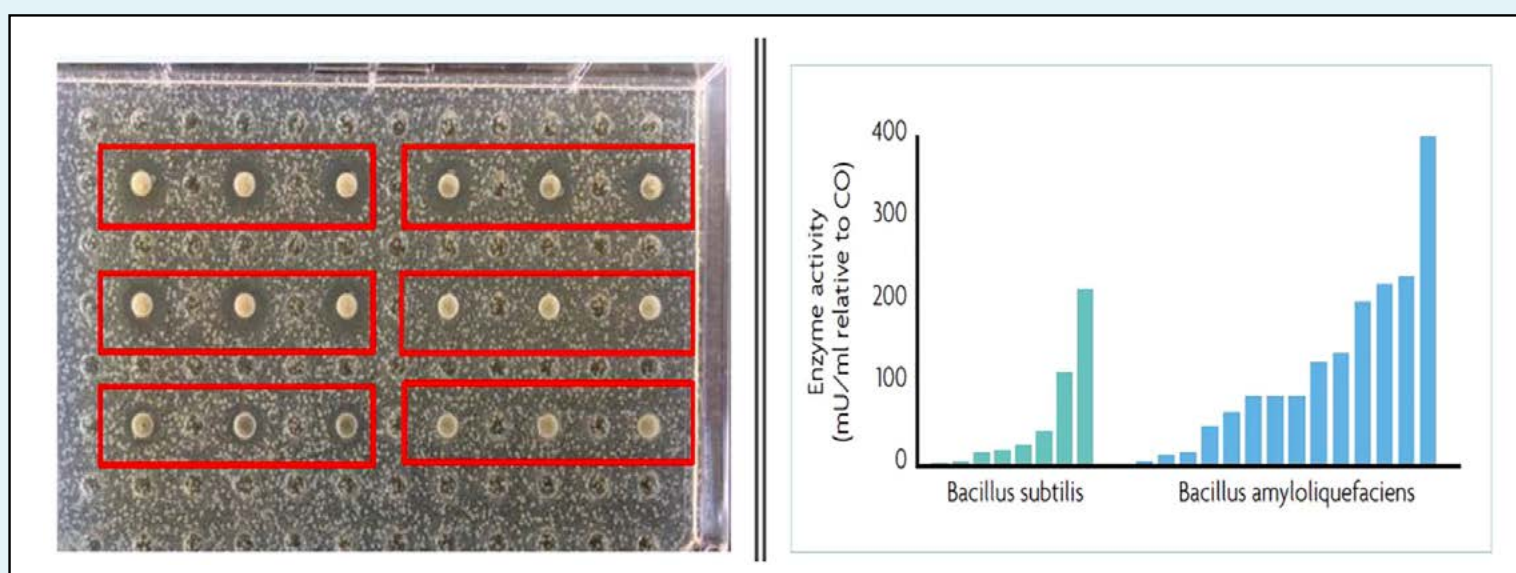 400
300
200
100
0
Enzyme activity
(mU/ml relative to CO)
Bacillus subtilis
Bacillus amyloliquefaciens